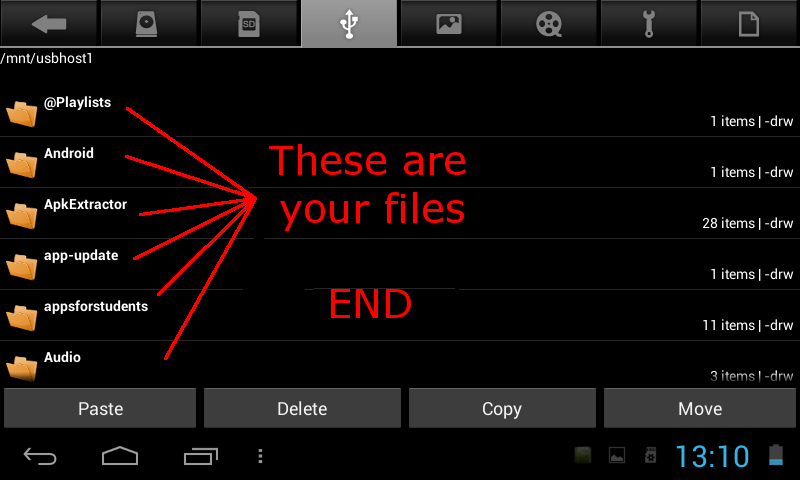 SD
/mnt/usbhost1
@Playlists
1 items | -drw
Android
1 items | -drw
ApkExtractor
28 items | -drw
app-update
1 items | -drw
appsforstudents
11 items | -drw
Audio
3 items | -drw
These are
your files
END
Paste
Delete
Copy
Move
13:10